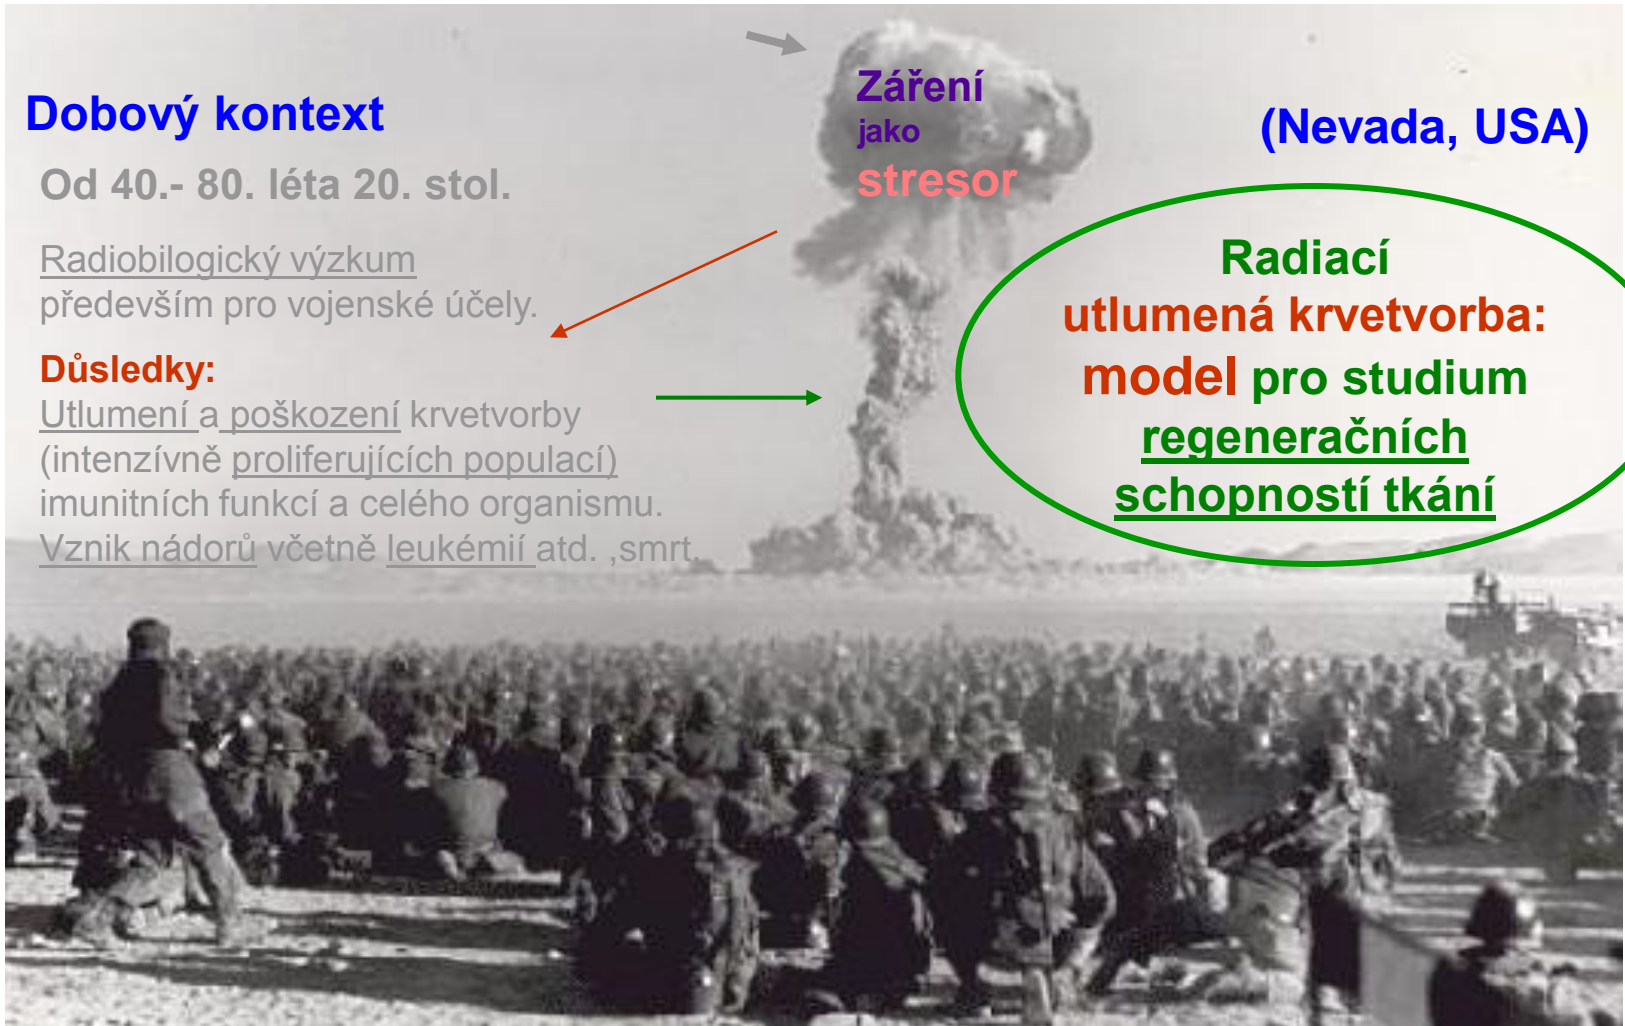 Dobový kontext
Od 40.- 80. léta 20. stol.
Radiobilogický výzkum
především pro vojenské účely.
Důsledky:
Utlumení a poškození krvetvorby
(intenzívně proliferujících populací)
imunitních funkcí a celého organismu.
Vznik nádorů včetně leukémií atd. ,smrt.
Záření
jako
stresor
(Nevada, USA)
Radiací
utlumená krvetvorba:
model pro studium
regeneračních
schopností tkání